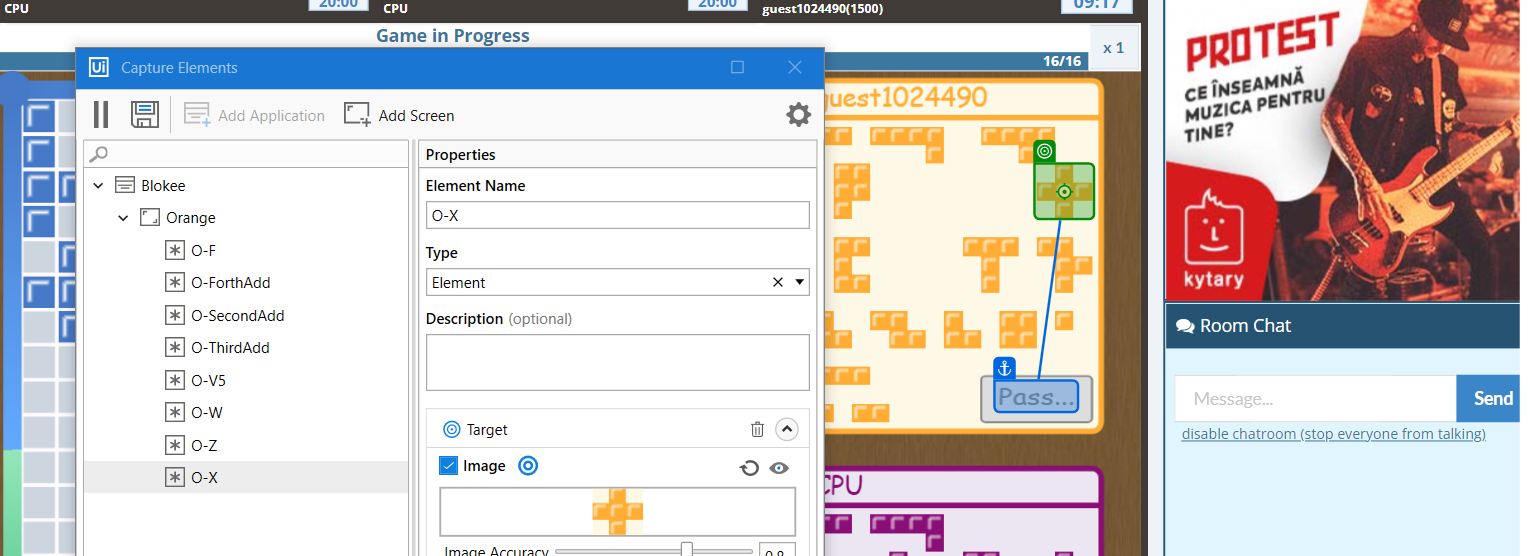 CPU
20:00
CPU
20:00
guest1024490(1500)
09:17
Game in Progress
x 1
16/16
Ui Capture Elements
Add Application
Add Screen
Properties
Blokee
Orange
O-F
O-ForthAdd
O-SecondAdd
O-ThirdAdd
O-V5
O-W
O-Z
O-X
Element Name
O-X
Type
Element
Description (optional)
Target
Image
Image Accuracy
0.8
guest1024490
Pass...
CPU
PROTEST
CE ÎNSEAMNĂ
MUZICA PENTRU
TINE?
kytary
Room Chat
Message...
Send
disable chatroom (stop everyone from talking)